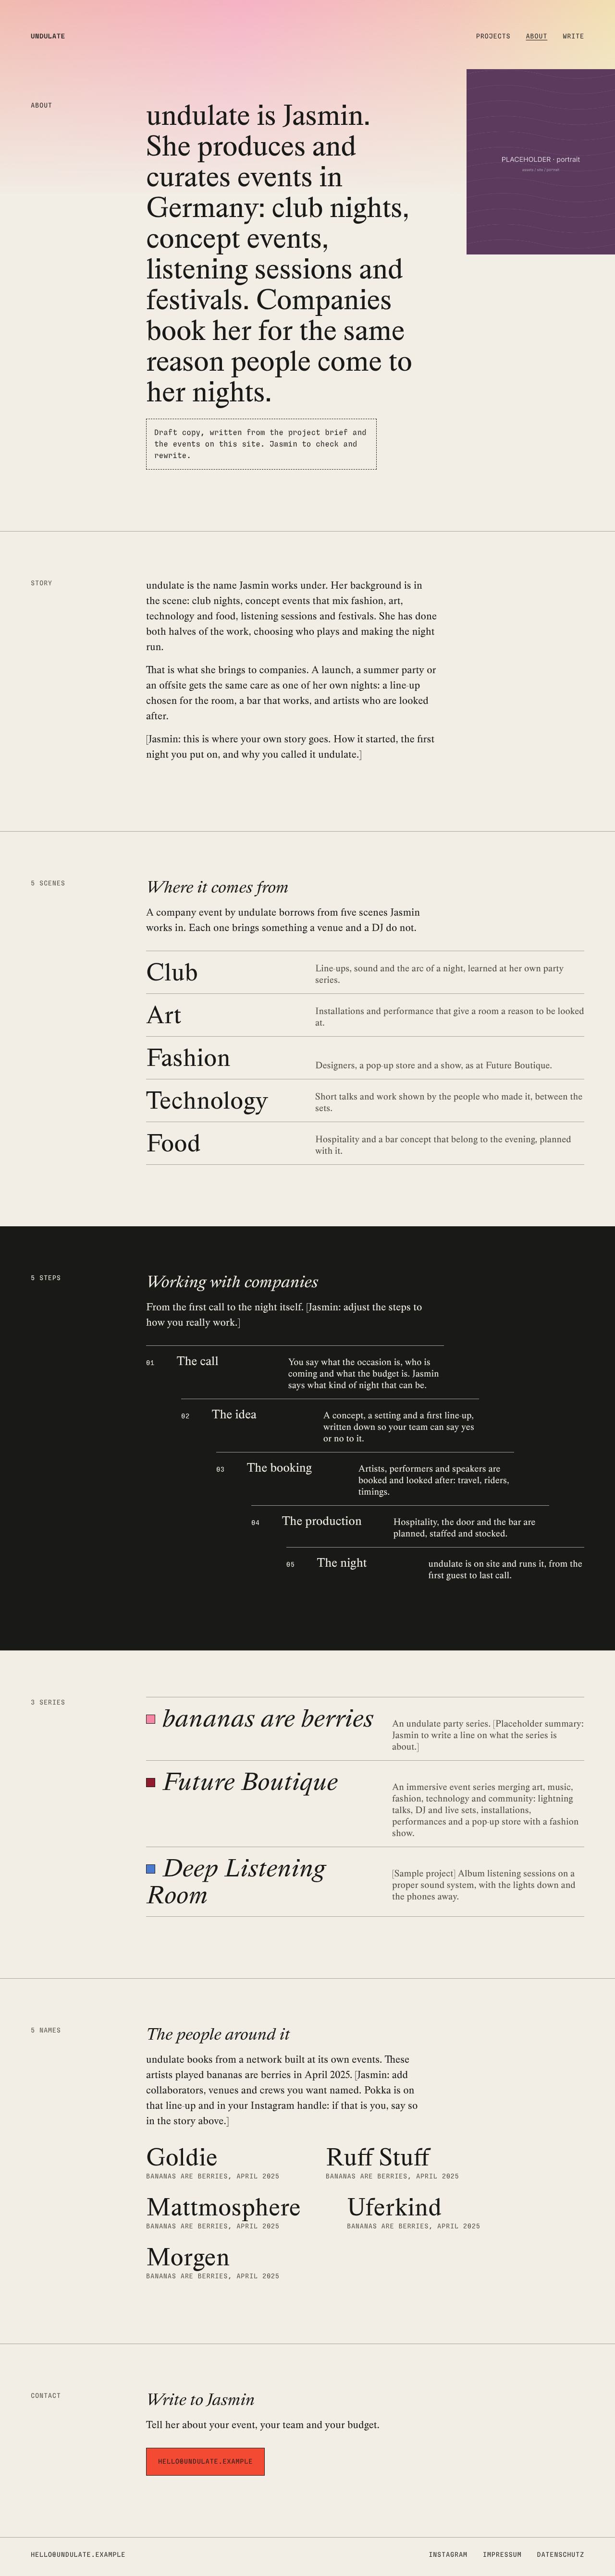 UNDULATE
PROJECTS ABOUT WRITE
ABOUT
undulate is Jasmin.
She produces and
curates events in
Germany: club nights,
concept events,
listening sessions and
festivals. Companies
book her for the same
reason people come to
her nights.
PLACEHOLDER · portrait
Draft copy, written from the project brief and
the events on this site. Jasmin to check and
rewrite.
STORY
undulate is the name Jasmin works under. Her background is in
the scene: club nights, concept events that mix fashion, art,
technology and food, listening sessions and festivals. She has done
both halves of the work, choosing who plays and making the night
run.
That is what she brings to companies. A launch, a summer party or
an offsite gets the same care as one of her own nights: a line-up
chosen for the room, a bar that works, and artists who are looked
after.
[Jasmin: this is where your own story goes. How it started, the first
night you put on, and why you called it undulate.]
5 SCENES
Where it comes from
A company event by undulate borrows from five scenes Jasmin
works in. Each one brings something a venue and a DJ do not.
Club
Line-ups, sound and the arc of a night, learned at her own party
series.
Art
Installations and performance that give a room a reason to be looked
at.
Fashion
Designers, a pop-up store and a show, as at Future Boutique.
Technology
Short talks and work shown by the people who made it, between the
sets.
Food
Hospitality and a bar concept that belong to the evening, planned
with it.
5 STEPS
Working with companies
From the first call to the night itself. [Jasmin: adjust the steps to
how you really work.]
01 The call
You say what the occasion is, who is
coming and what the budget is. Jasmin
says what kind of night that can be.
02 The idea
A concept, a setting and a first line-up,
written down so your team can say yes
or no to it.
03 The booking
Artists, performers and speakers are
booked and looked after: travel, riders,
timings.
04 The production
Hospitality, the door and the bar are
planned, staffed and stocked.
05 The night
undulate is on site and runs it, from the
first guest to last call.
3 SERIES
bananas are berries
An undulate party series. [Placeholder summary:
Jasmin to write a line on what the series is
about.]
Future Boutique
An immersive event series merging art, music,
fashion, technology and community: lightning
talks, DJ and live sets, installations,
performances and a pop-up store with a fashion
show.
Deep Listening
Room
[Sample project] Album listening sessions on a
proper sound system, with the lights down and
the phones away.
5 NAMES
The people around it
undulate books from a network built at its own events. These
artists played bananas are berries in April 2025. [Jasmin: add
collaborators, venues and crews you want named. Pokka is on
that line-up and in your Instagram handle: if that is you, say so
in the story above.]
Goldie
BANANAS ARE BERRIES, APRIL 2025
Ruff Stuff
BANANAS ARE BERRIES, APRIL 2025
Mattmosphere
BANANAS ARE BERRIES, APRIL 2025
Uferkind
BANANAS ARE BERRIES, APRIL 2025
Morgen
BANANAS ARE BERRIES, APRIL 2025
CONTACT
Write to Jasmin
Tell her about your event, your team and your budget.
HELLO@UNDULATE.EXAMPLE
HELLO@UNDULATE.EXAMPLE
INSTAGRAM IMPRESSUM DATENSCHUTZ